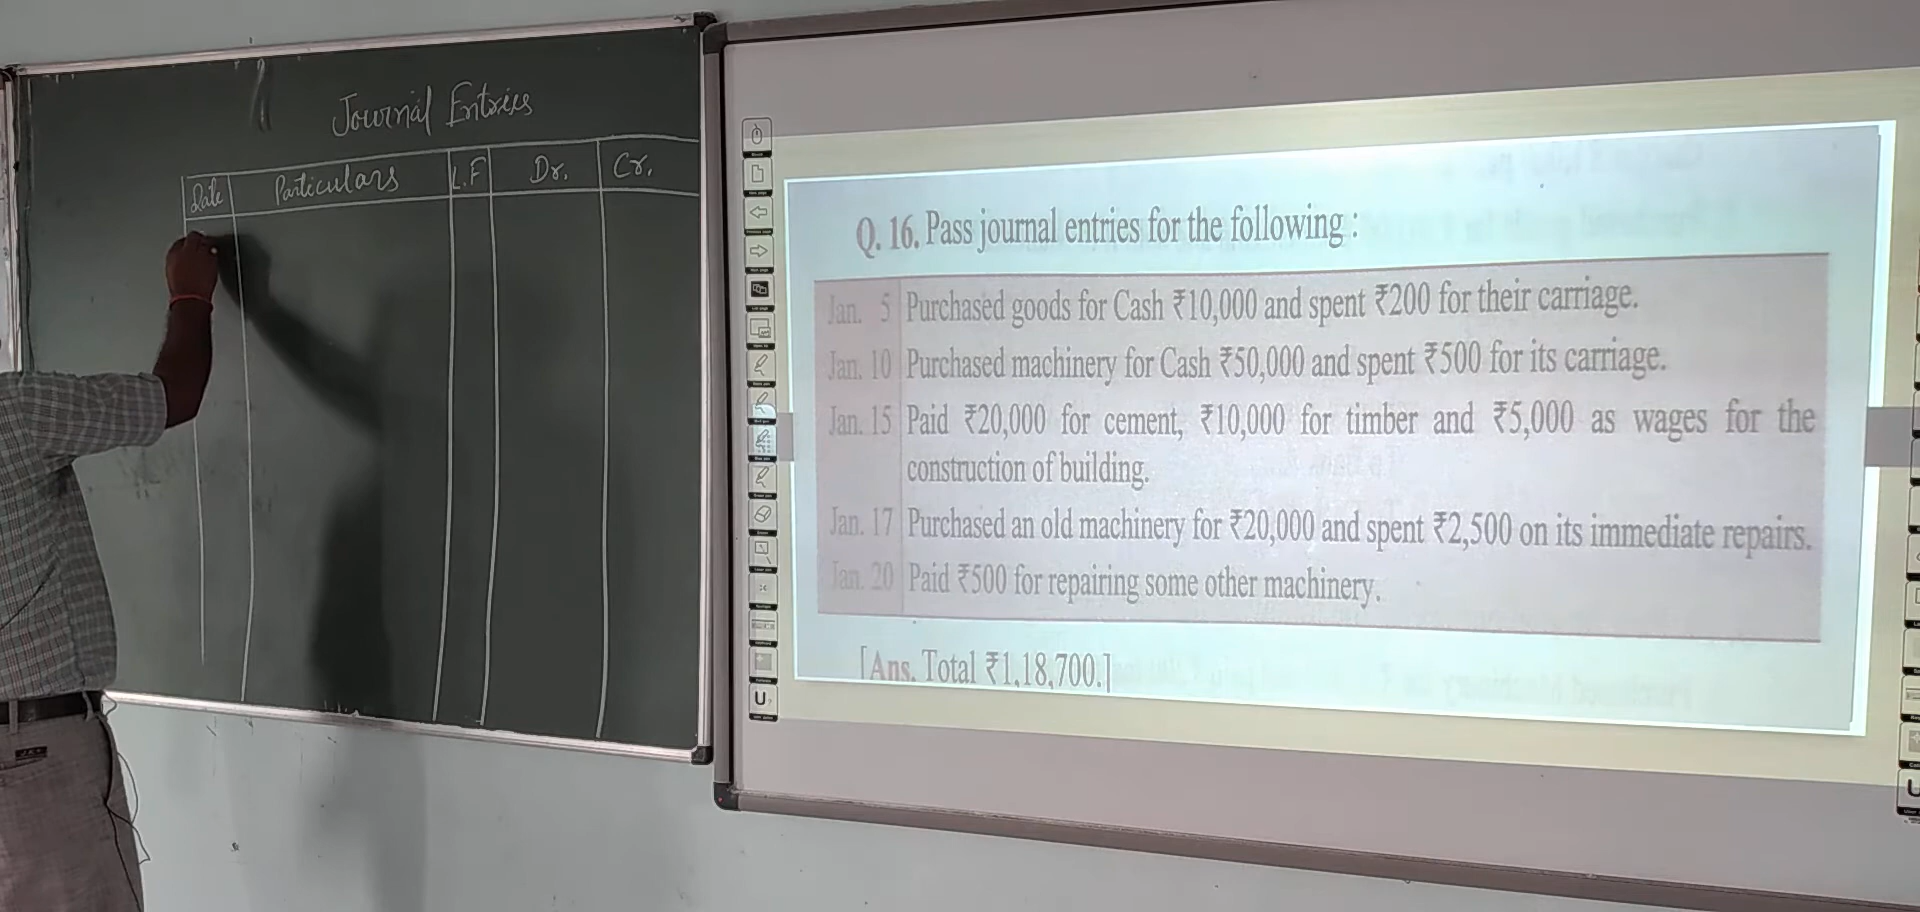 Journal Entries
Date Particulars L.F Dr. Cr.
Q. 16. Pass journal entries for the following :
Jan. 5 Purchased goods for Cash ₹10,000 and spent ₹200 for their carriage.
Jan. 10 Purchased machinery for Cash ₹50,000 and spent ₹500 for its carriage.
Jan. 15 Paid ₹20,000 for cement, ₹10,000 for timber and ₹5,000 as wages for the
construction of building.
Jan. 17 Purchased an old machinery for ₹20,000 and spent ₹2,500 on its immediate repairs.
Jan. 20 Paid ₹500 for repairing some other machinery.
[Ans. Total ₹1,18,700.]